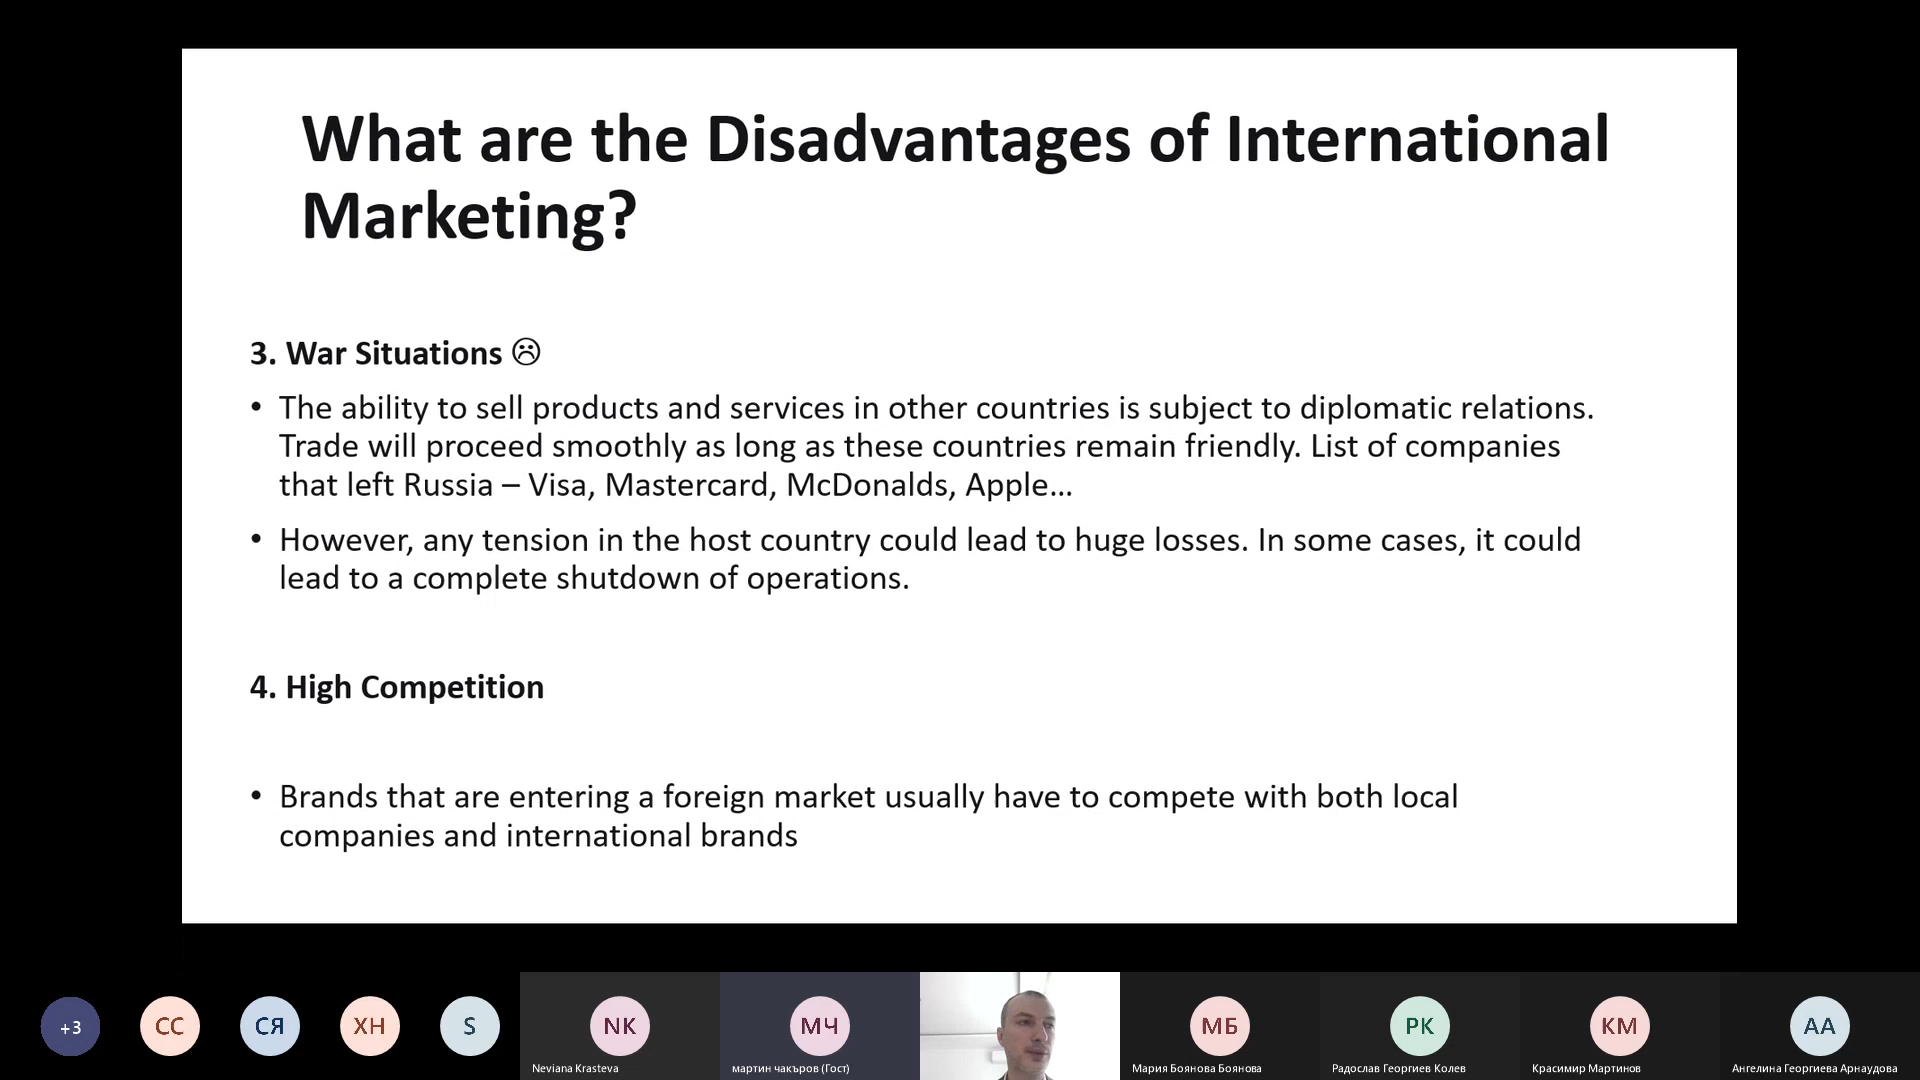 What are the Disadvantages of International
Marketing?
3. War Situations ☹
• The ability to sell products and services in other countries is subject to diplomatic relations.
Trade will proceed smoothly as long as these countries remain friendly. List of companies
that left Russia – Visa, Mastercard, McDonalds, Apple…
• However, any tension in the host country could lead to huge losses. In some cases, it could
lead to a complete shutdown of operations.
4. High Competition
• Brands that are entering a foreign market usually have to compete with both local
companies and international brands
+3
СС
СЯ
ХН
S
NK
Neviana Krasteva
МЧ
мартин чакъров (Гост)
МБ
Мария Боянова Боянова
РК
Радослав Георгиев Колев
КМ
Красимир Мартинов
АА
Ангелина Георгиева Арнаудова